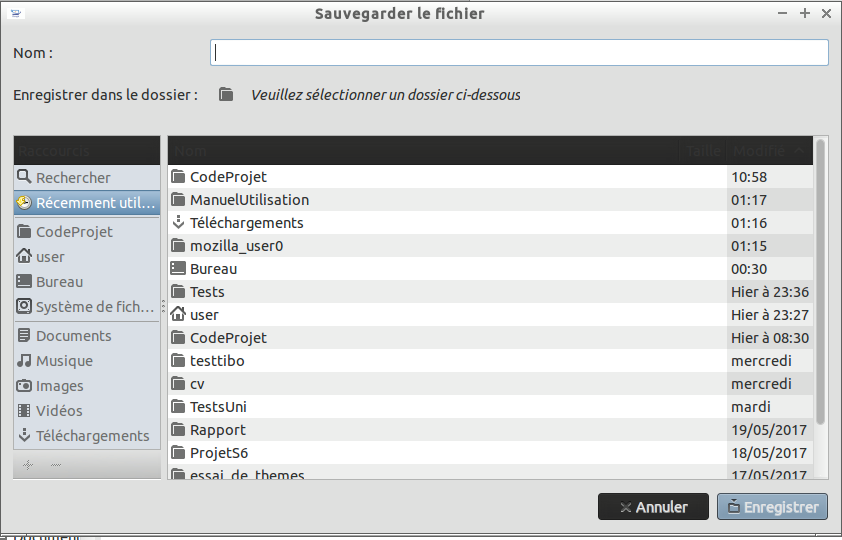 Sauvegarder le fichier
Nom :
Enregistrer dans le dossier : Veuillez sélectionner un dossier ci-dessous
Raccourcis
Rechercher
Récemment util...
CodeProjet
user
Bureau
Système de fich...
Documents
Musique
Images
Vidéos
Téléchargements
Nom Taille Modifié
CodeProjet 10:58
ManuelUtilisation 01:17
Téléchargements 01:16
mozilla_user0 01:15
Bureau 00:30
Tests Hier à 23:36
user Hier à 23:27
CodeProjet Hier à 08:30
testtibo mercredi
cv mercredi
TestsUni mardi
Rapport 19/05/2017
ProjetS6 18/05/2017
essai_de_themes 17/05/2017
Annuler Enregistrer
Document